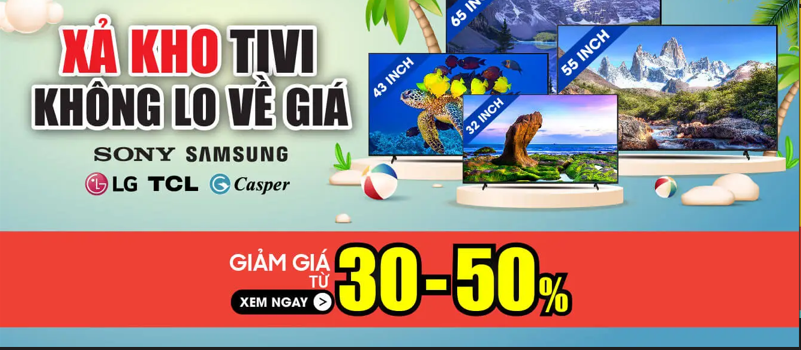 XẢ KHO TIVI
KHÔNG LO VỀ GIÁ
SONY SAMSUNG
LG TCL Casper
65 INCH
43 INCH
55 INCH
32 INCH
GIẢM GIÁ
TỪ
30-50%
XEM NGAY >